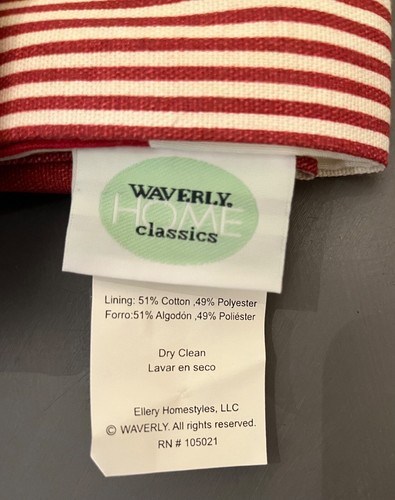 WAVERLY.
HOME
classics
Lining: 51% Cotton ,49% Polyester
Forro:51% Algodón ,49% Poliéster
Dry Clean
Lavar en seco
Ellery Homestyles, LLC
© WAVERLY. All rights reserved.
RN # 105021